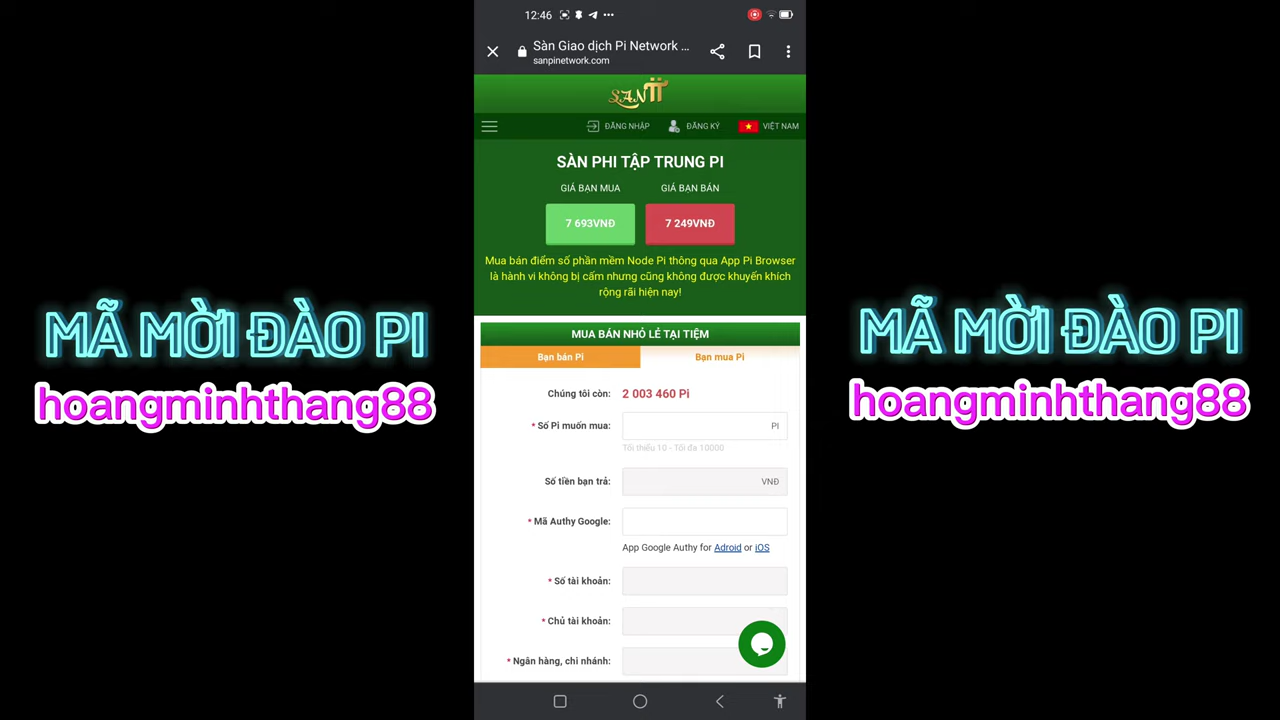 12:46
Sàn Giao dịch Pi Network ...
sanpinetwork.com
SAN
ĐĂNG NHẬP
ĐĂNG KÝ
VIỆT NAM
SÀN PHI TẬP TRUNG PI
GIÁ BẠN MUA
GIÁ BẠN BÁN
7 693VNĐ
7 249VNĐ
Mua bán điểm số phần mềm Node Pi thông qua App Pi Browser
là hành vi không bị cấm nhưng cũng không được khuyến khích
rộng rãi hiện nay!
MUA BÁN NHỎ LẺ TẠI TIỆM
Bạn bán Pi
Bạn mua Pi
Chúng tôi còn: 2 003 460 Pi
* Số Pi muốn mua: PI
Tối thiểu 10 - Tối đa 10000
Số tiền bạn trả: VNĐ
* Mã Authy Google:
App Google Authy for Adroid or iOS
* Số tài khoản:
* Chủ tài khoản:
* Ngân hàng, chi nhánh:
MÃ MỜI ĐÀO PI
hoangminhthang88
MÃ MỜI ĐÀO PI
hoangminhthang88